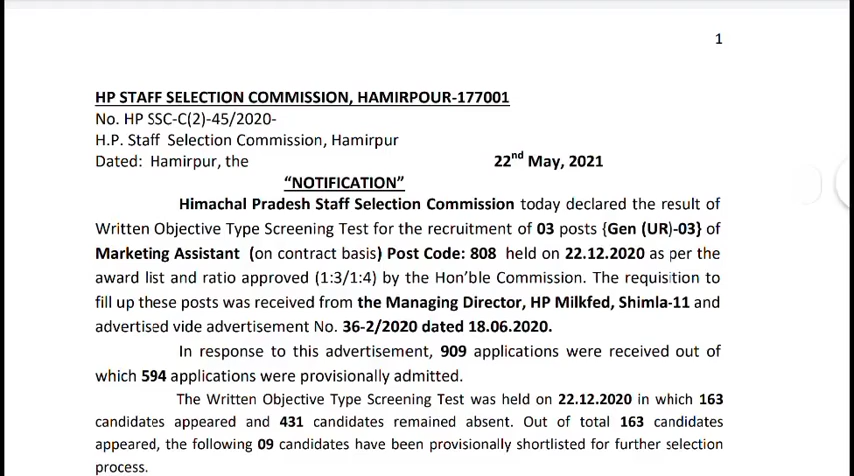 1
HP STAFF SELECTION COMMISSION, HAMIRPOUR-177001
No. HP SSC-C(2)-45/2020-
H.P. Staff Selection Commission, Hamirpur
Dated: Hamirpur, the 22nd May, 2021
“NOTIFICATION”
Himachal Pradesh Staff Selection Commission today declared the result of
Written Objective Type Screening Test for the recruitment of 03 posts {Gen (UR)-03} of
Marketing Assistant (on contract basis) Post Code: 808 held on 22.12.2020 as per the
award list and ratio approved (1:3/1:4) by the Hon’ble Commission. The requisition to
fill up these posts was received from the Managing Director, HP Milkfed, Shimla-11 and
advertised vide advertisement No. 36-2/2020 dated 18.06.2020.
In response to this advertisement, 909 applications were received out of
which 594 applications were provisionally admitted.
The Written Objective Type Screening Test was held on 22.12.2020 in which 163
candidates appeared and 431 candidates remained absent. Out of total 163 candidates
appeared, the following 09 candidates have been provisionally shortlisted for further selection
process.